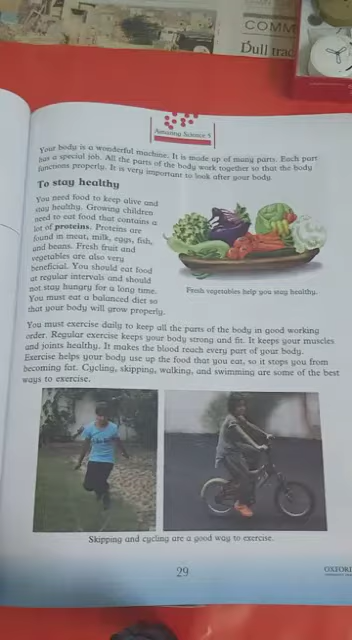 COMM
Dull trac
Amazing Science 5
Your body is a wonderful machine. It is made up of many parts. Each part
has a special job. All the parts of the body work together so that the body
functions properly. It is very important to look after your body.
To stay healthy
You need food to keep alive and
stay healthy. Growing children
need to eat food that contains a
lot of proteins. Proteins are
found in meat, milk, eggs, fish,
and beans. Fresh fruit and
vegetables are also very
beneficial. You should eat food
at regular intervals and should
not stay hungry for a long time.
You must eat a balanced diet so
that your body will grow properly.
Fresh vegetables help you stay healthy.
You must exercise daily to keep all the parts of the body in good working
order. Regular exercise keeps your body strong and fit. It keeps your muscles
and joints healthy. It makes the blood reach every part of your body.
Exercise helps your body use up the food that you eat, so it stops you from
becoming fat. Cycling, skipping, walking, and swimming are some of the best
ways to exercise.
Skipping and cycling are a good way to exercise.
29
OXFORD